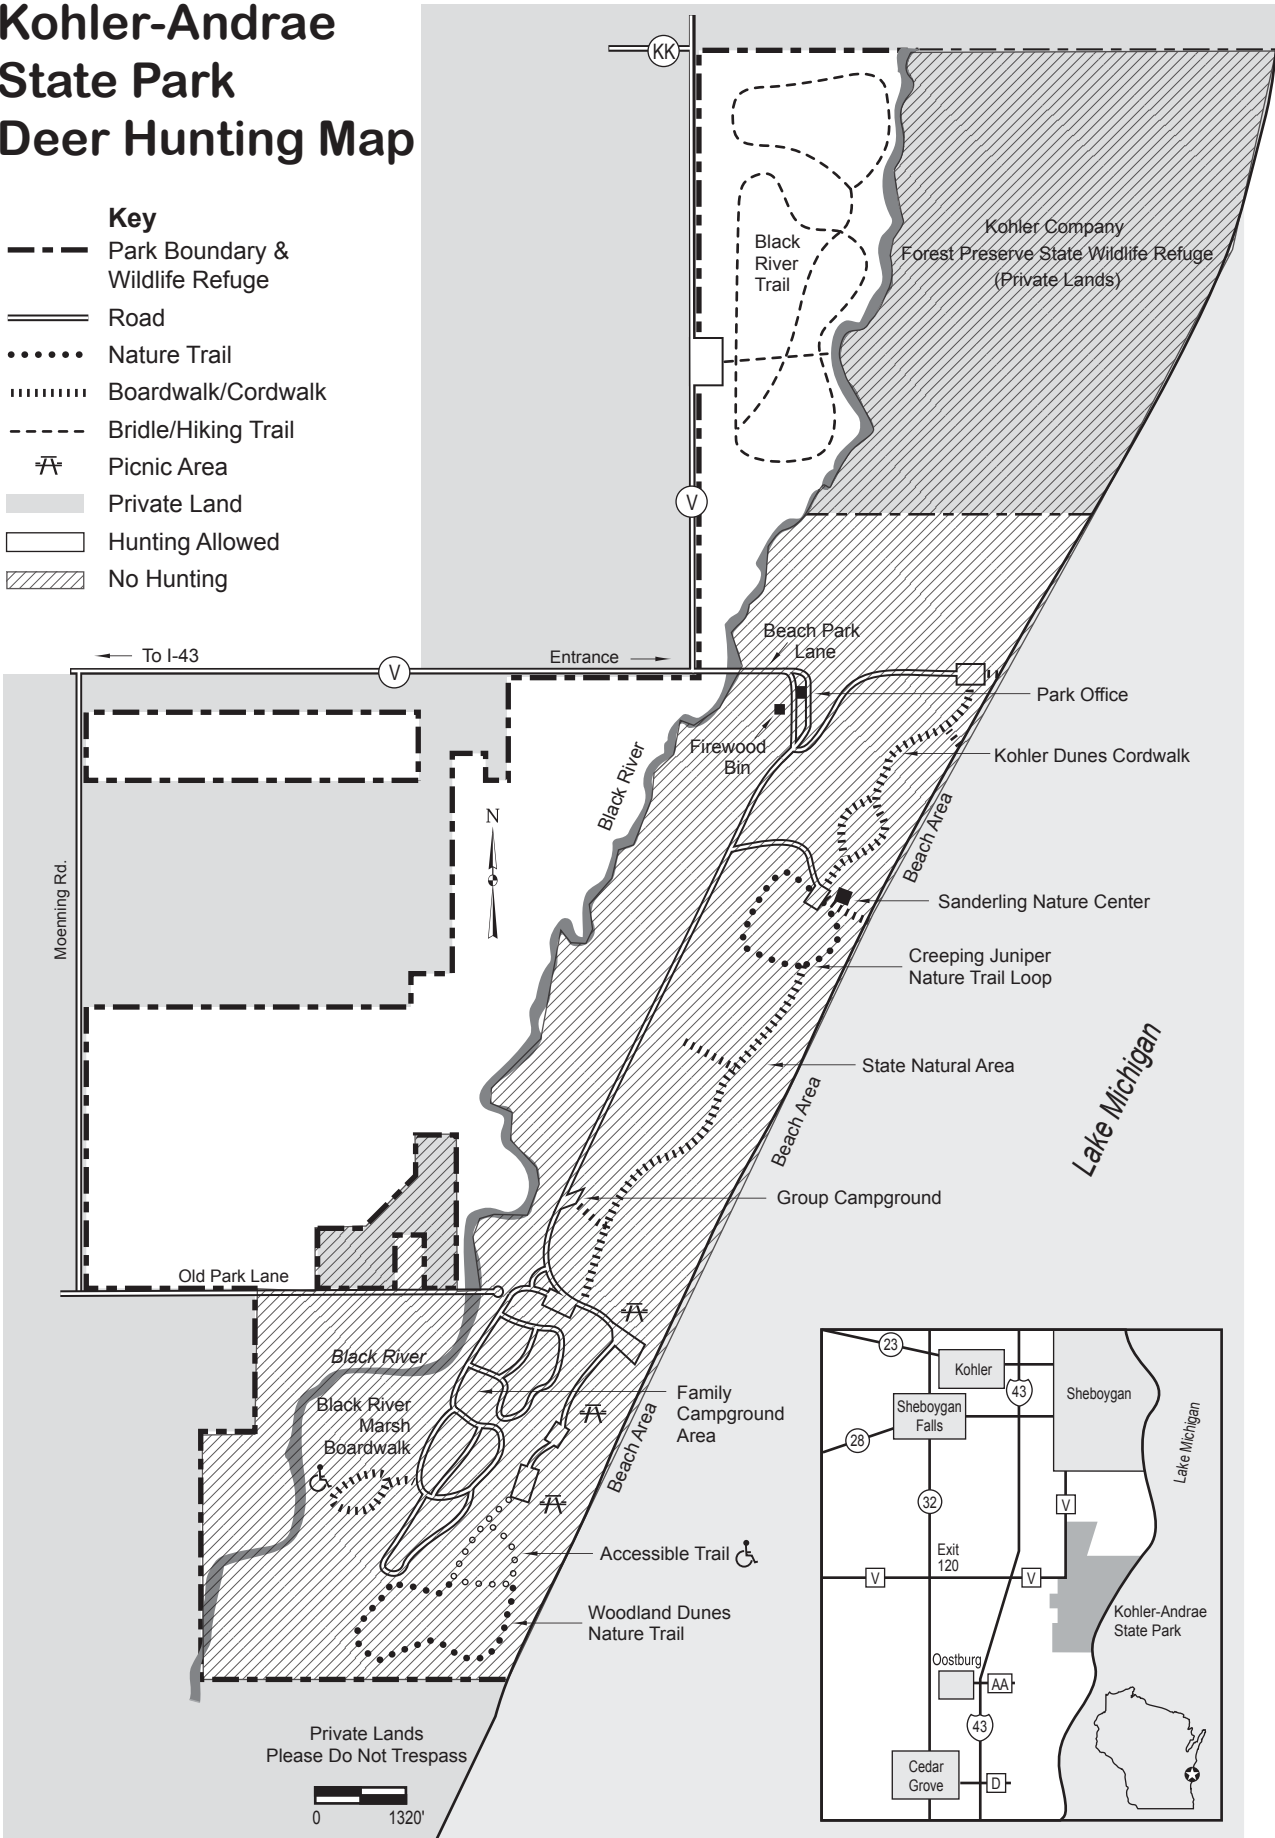 Kohler-Andrae
State Park
Deer Hunting Map
Key
Park Boundary &
Wildlife Refuge
Road
Nature Trail
Boardwalk/Cordwalk
Bridle/Hiking Trail
Picnic Area
Private Land
Hunting Allowed
No Hunting
KK
Black
River
Trail
Kohler Company
Forest Preserve State Wildlife Refuge
(Private Lands)
V
To I-43
V
Entrance
Beach Park
Lane
Park Office
Firewood
Bin
Kohler Dunes Cordwalk
Black River
N
Moenning Rd.
Beach Area
Sanderling Nature Center
Creeping Juniper
Nature Trail Loop
State Natural Area
Lake Michigan
Beach Area
Group Campground
Old Park Lane
Black River
Black River
Marsh
Boardwalk
Family
Campground
Area
Beach Area
Accessible Trail
Woodland Dunes
Nature Trail
Private Lands
Please Do Not Trespass
0 1320'
23
Kohler
43
Sheboygan
Sheboygan
Falls
28
Lake Michigan
32
V
Exit
120
V
V
Kohler-Andrae
State Park
Oostburg
AA
43
Cedar
Grove
D